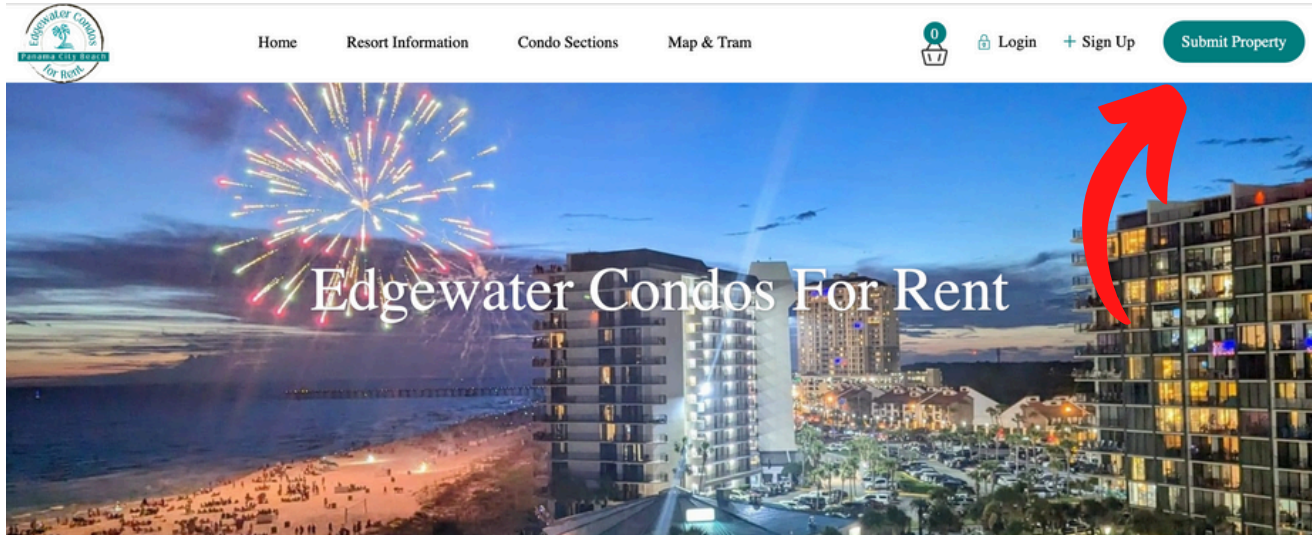 Edgewater Condos
Panama City Beach
for Rent
Home
Resort Information
Condo Sections
Map & Tram
0
Login
+ Sign Up
Submit Property
Edgewater Condos For Rent